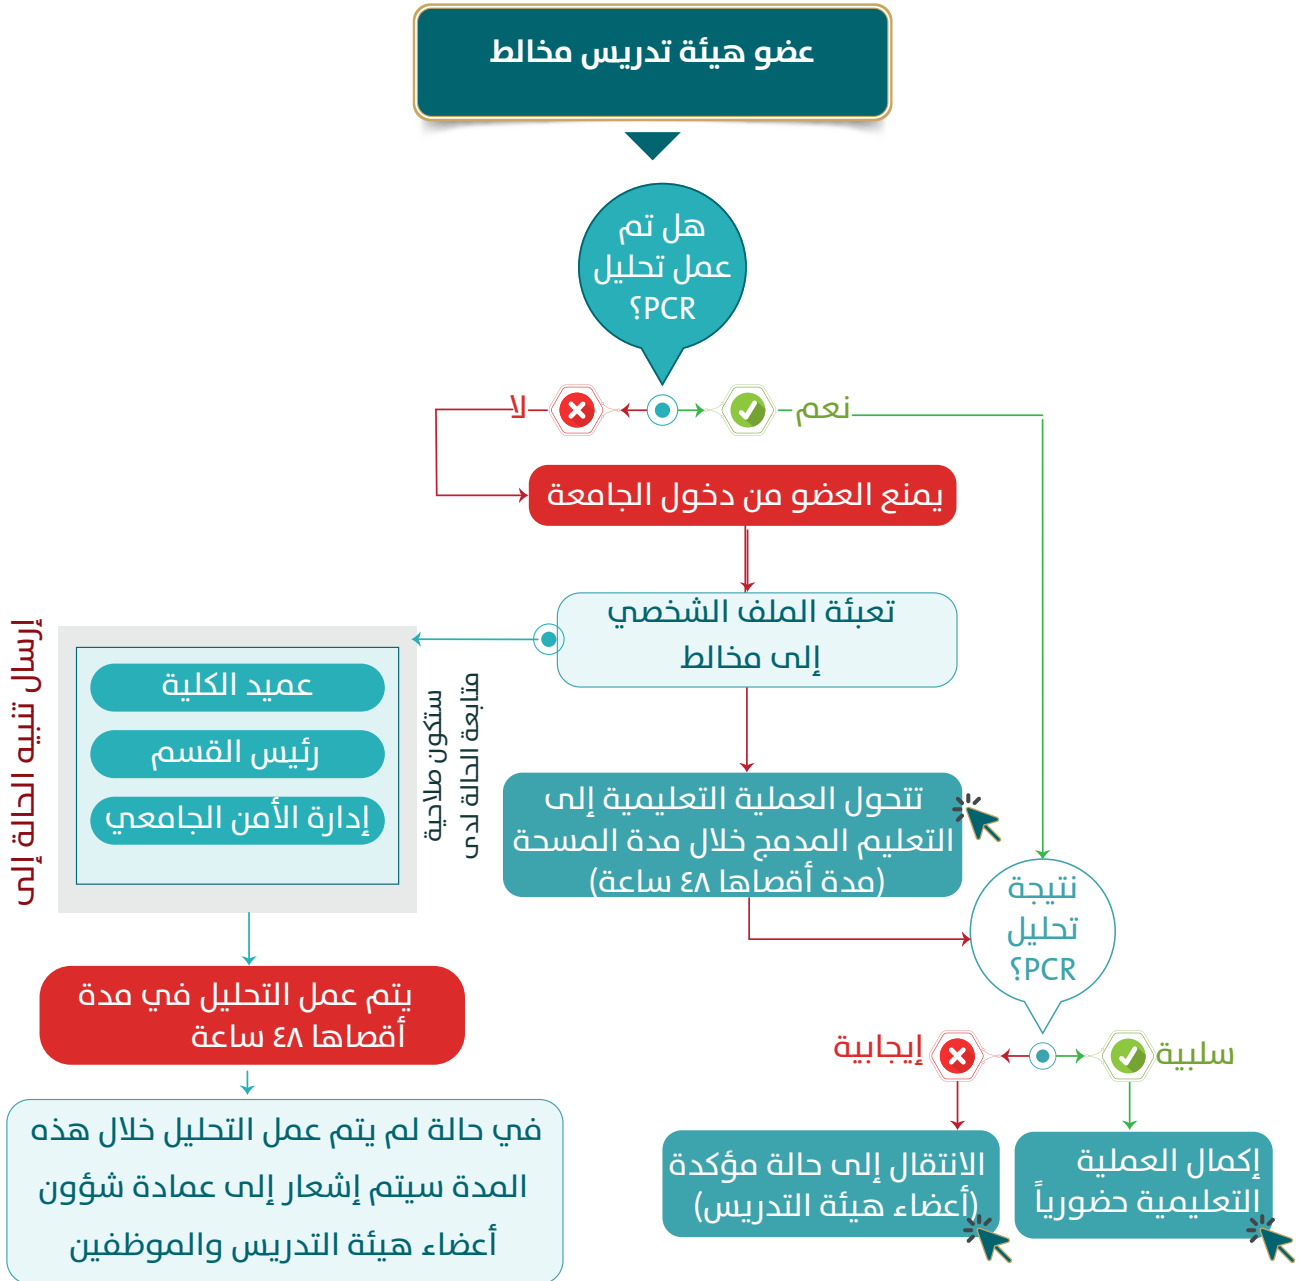 عضو هيئة تدريس مخالط
هل تم
عمل تحليل
PCR؟
نعم
لا
يمنع العضو من دخول الجامعة
تعبئة الملف الشخصي
إلى مخالط
إرسال تنبيه الحالة إلى
عميد الكلية
رئيس القسم
إدارة الأمن الجامعي
ستكون صلاحية
متابعة الحالة لدى
تتحول العملية التعليمية إلى
التعليم المدمج خلال مدة المسحة
(مدة أقصاها ٤٨ ساعة)
نتيجة
تحليل
PCR؟
يتم عمل التحليل في مدة
أقصاها ٤٨ ساعة
سلبية
إيجابية
في حالة لم يتم عمل التحليل خلال هذه
المدة سيتم إشعار إلى عمادة شؤون
أعضاء هيئة التدريس والموظفين
الانتقال إلى حالة مؤكدة
(أعضاء هيئة التدريس)
إكمال العملية
التعليمية حضورياً